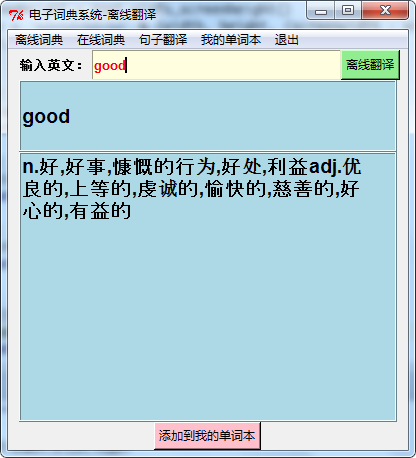 电子词典系统-离线翻译
离线词典 在线词典 句子翻译 我的单词本 退出
输入英文: good 离线翻译
good
n.好,好事,慷慨的行为,好处,利益adj.优
良的,上等的,虔诚的,愉快的,慈善的,好
心的,有益的
添加到我的单词本